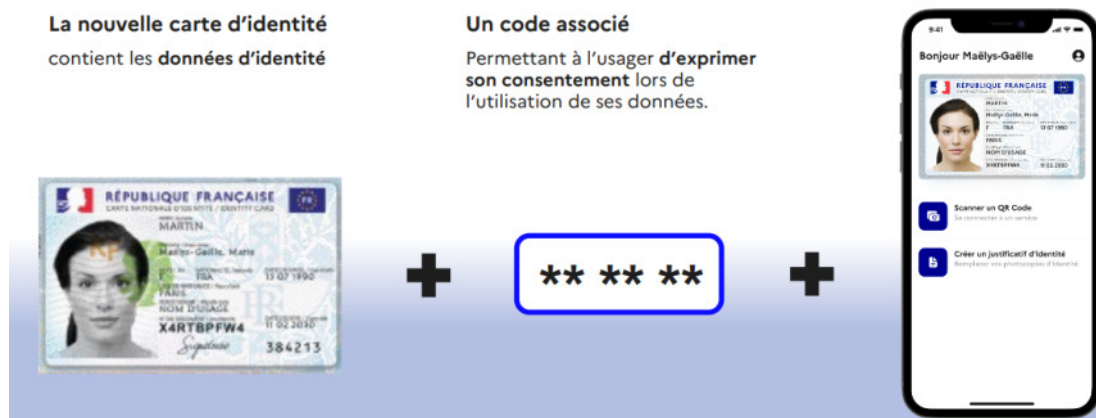 La nouvelle carte d'identité
contient les données d'identité
RÉPUBLIQUE FRANÇAISE
FR
CARTE NATIONALE D'IDENTITÉ / IDENTITY CARD
MARTIN
Maëlys-Gaëlle, Marie
F FRA 13 07 1990
PARIS
NOM D'USAGE
X4RTBPFW4 11 02 2030
384213
Un code associé
Permettant à l'usager d'exprimer
son consentement lors de
l'utilisation de ses données.
** ** **
9:41
Bonjour Maëlys-Gaëlle
RÉPUBLIQUE FRANÇAISE
MARTIN
Maëlys-Gaëlle, Marie
F FRA 13 07 1990
PARIS
NOM D'USAGE
X4RTBPFW4 11 02 2030
Scanner un QR Code
Se connecter à un service
Créer un justificatif d'identité
Remplacer vos photocopies d'identité